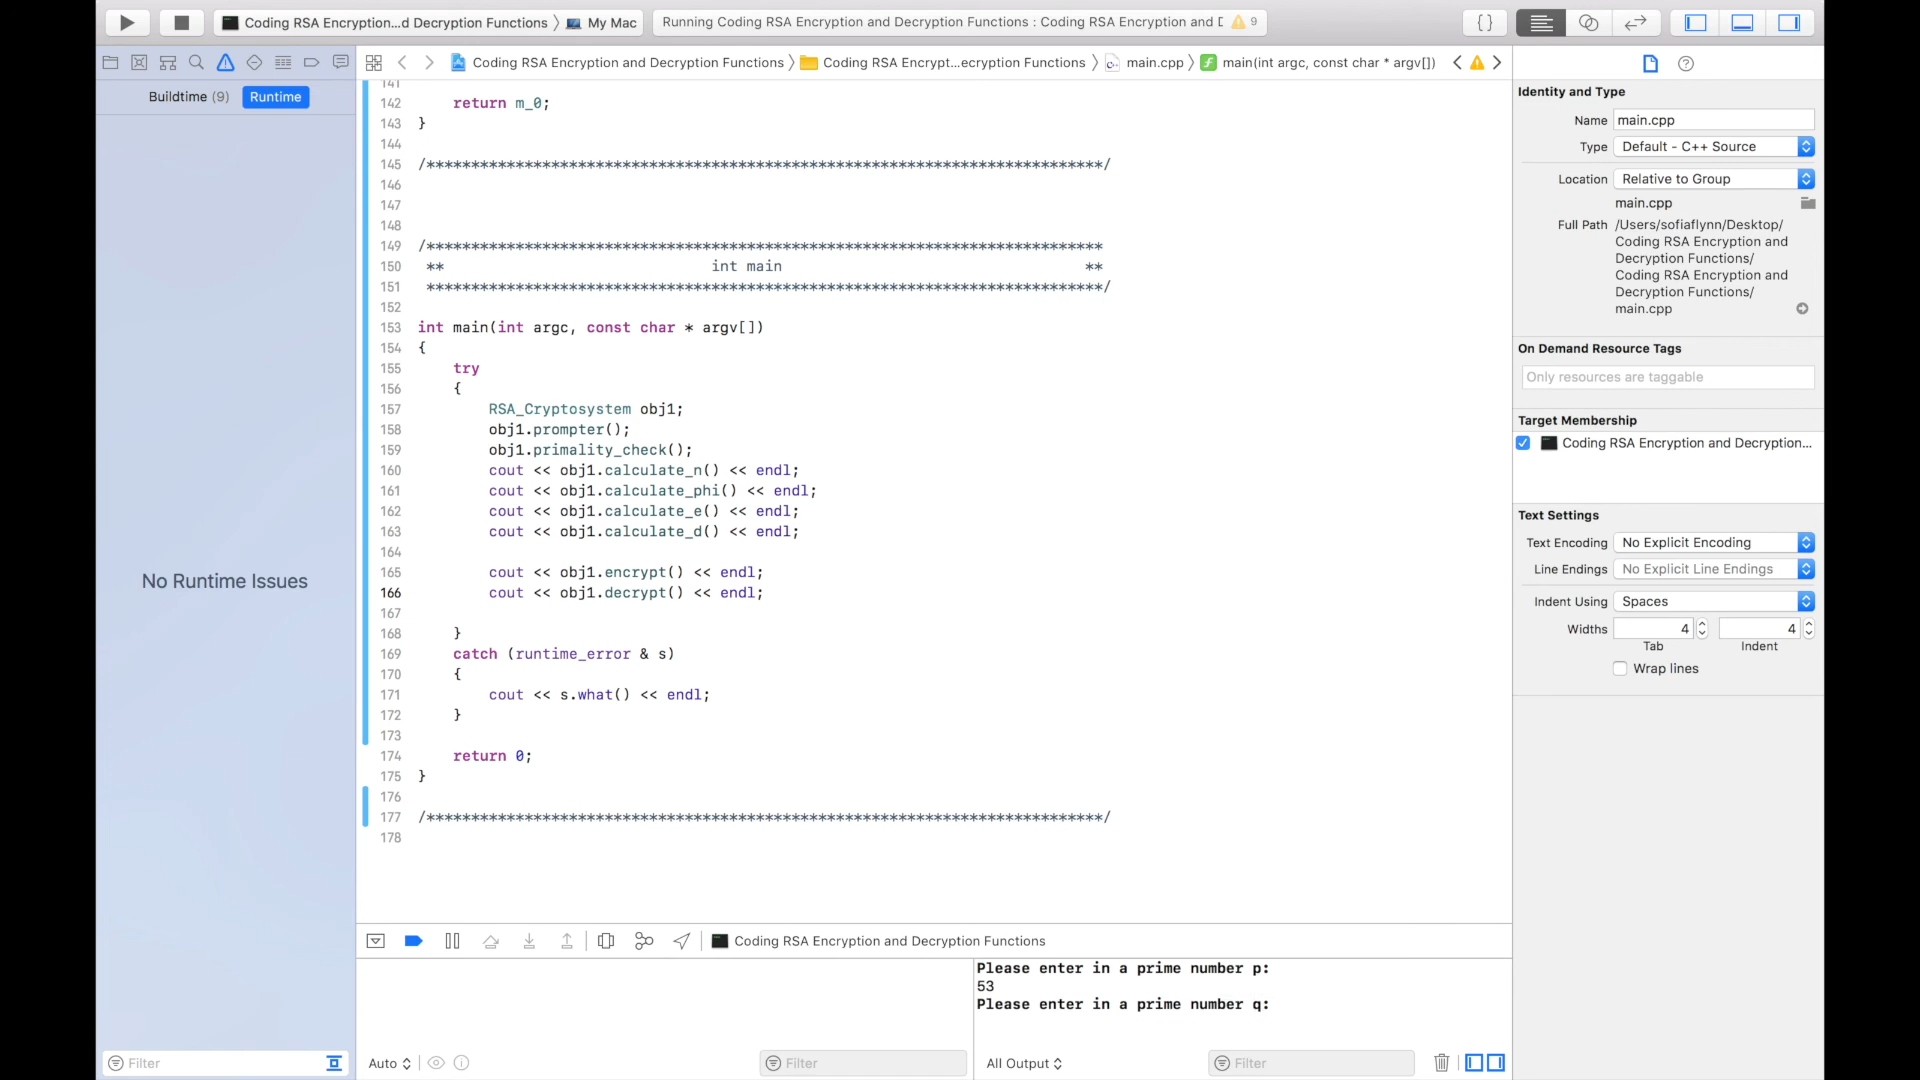 Coding RSA Encryption...d Decryption Functions
My Mac
Running Coding RSA Encryption and Decryption Functions : Coding RSA Encryption and D
9
Coding RSA Encryption and Decryption Functions
Coding RSA Encrypt...ecryption Functions
main.cpp
main(int argc, const char * argv[])
Buildtime (9)
Runtime
No Runtime Issues
141
142 return m_0;
143 }
144
145 /****************************************************************************/
146
147
148
149 /****************************************************************************
150 ** int main **
151 ****************************************************************************/
152
153 int main(int argc, const char * argv[])
154 {
155 try
156 {
157 RSA_Cryptosystem obj1;
158 obj1.prompter();
159 obj1.primality_check();
160 cout << obj1.calculate_n() << endl;
161 cout << obj1.calculate_phi() << endl;
162 cout << obj1.calculate_e() << endl;
163 cout << obj1.calculate_d() << endl;
164
165 cout << obj1.encrypt() << endl;
166 cout << obj1.decrypt() << endl;
167
168 }
169 catch (runtime_error & s)
170 {
171 cout << s.what() << endl;
172 }
173
174 return 0;
175 }
176
177 /****************************************************************************/
178
Coding RSA Encryption and Decryption Functions
Please enter in a prime number p:
53
Please enter in a prime number q:
Filter
Auto
Filter
All Output
Filter
Identity and Type
Name main.cpp
Type Default - C++ Source
Location Relative to Group
main.cpp
Full Path /Users/sofiaflynn/Desktop/
Coding RSA Encryption and
Decryption Functions/
Coding RSA Encryption and
Decryption Functions/
main.cpp
On Demand Resource Tags
Only resources are taggable
Target Membership
Coding RSA Encryption and Decryption...
Text Settings
Text Encoding No Explicit Encoding
Line Endings No Explicit Line Endings
Indent Using Spaces
Widths 4 4
Tab Indent
Wrap lines